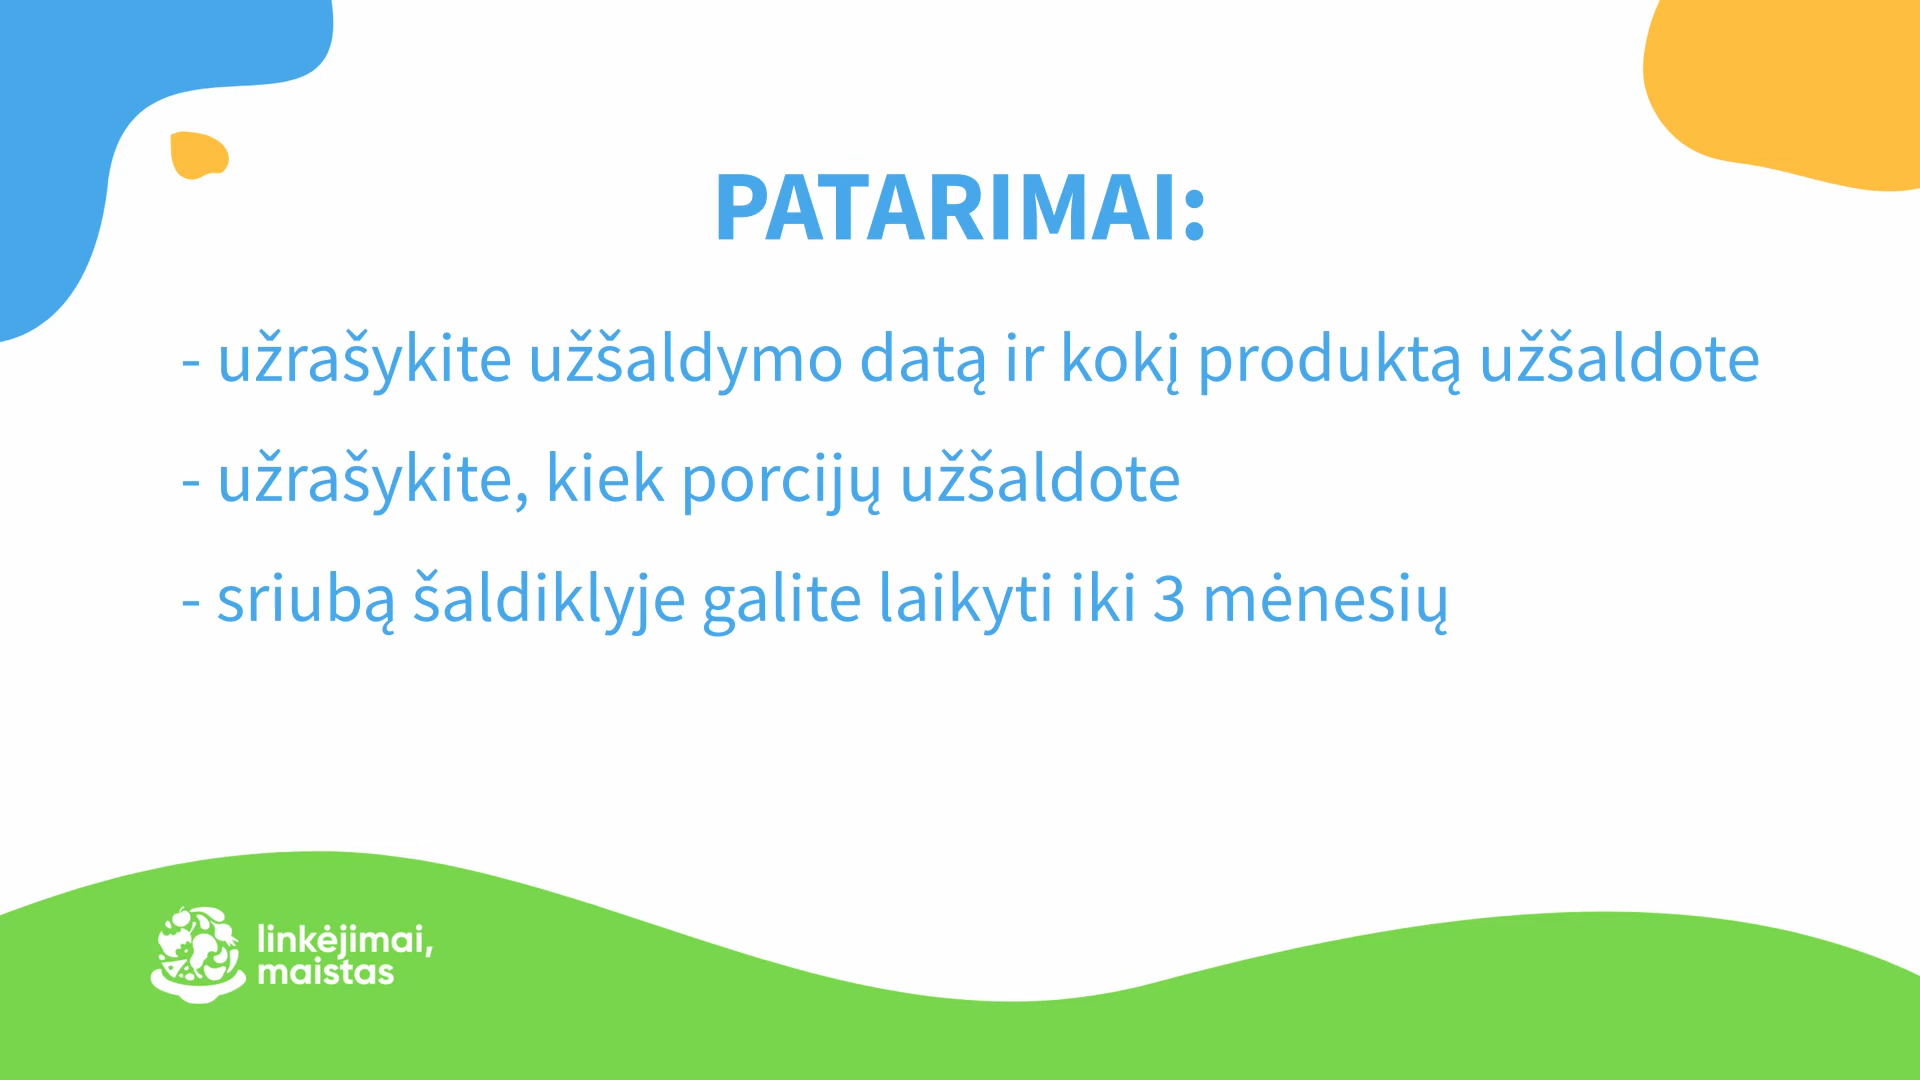 PATARIMAI:
- užrašykite užšaldymo datą ir kokį produktą užšaldote
- užrašykite, kiek porcijų užšaldote
- sriubą šaldiklyje galite laikyti iki 3 mėnesių
linkėjimai,
maistas